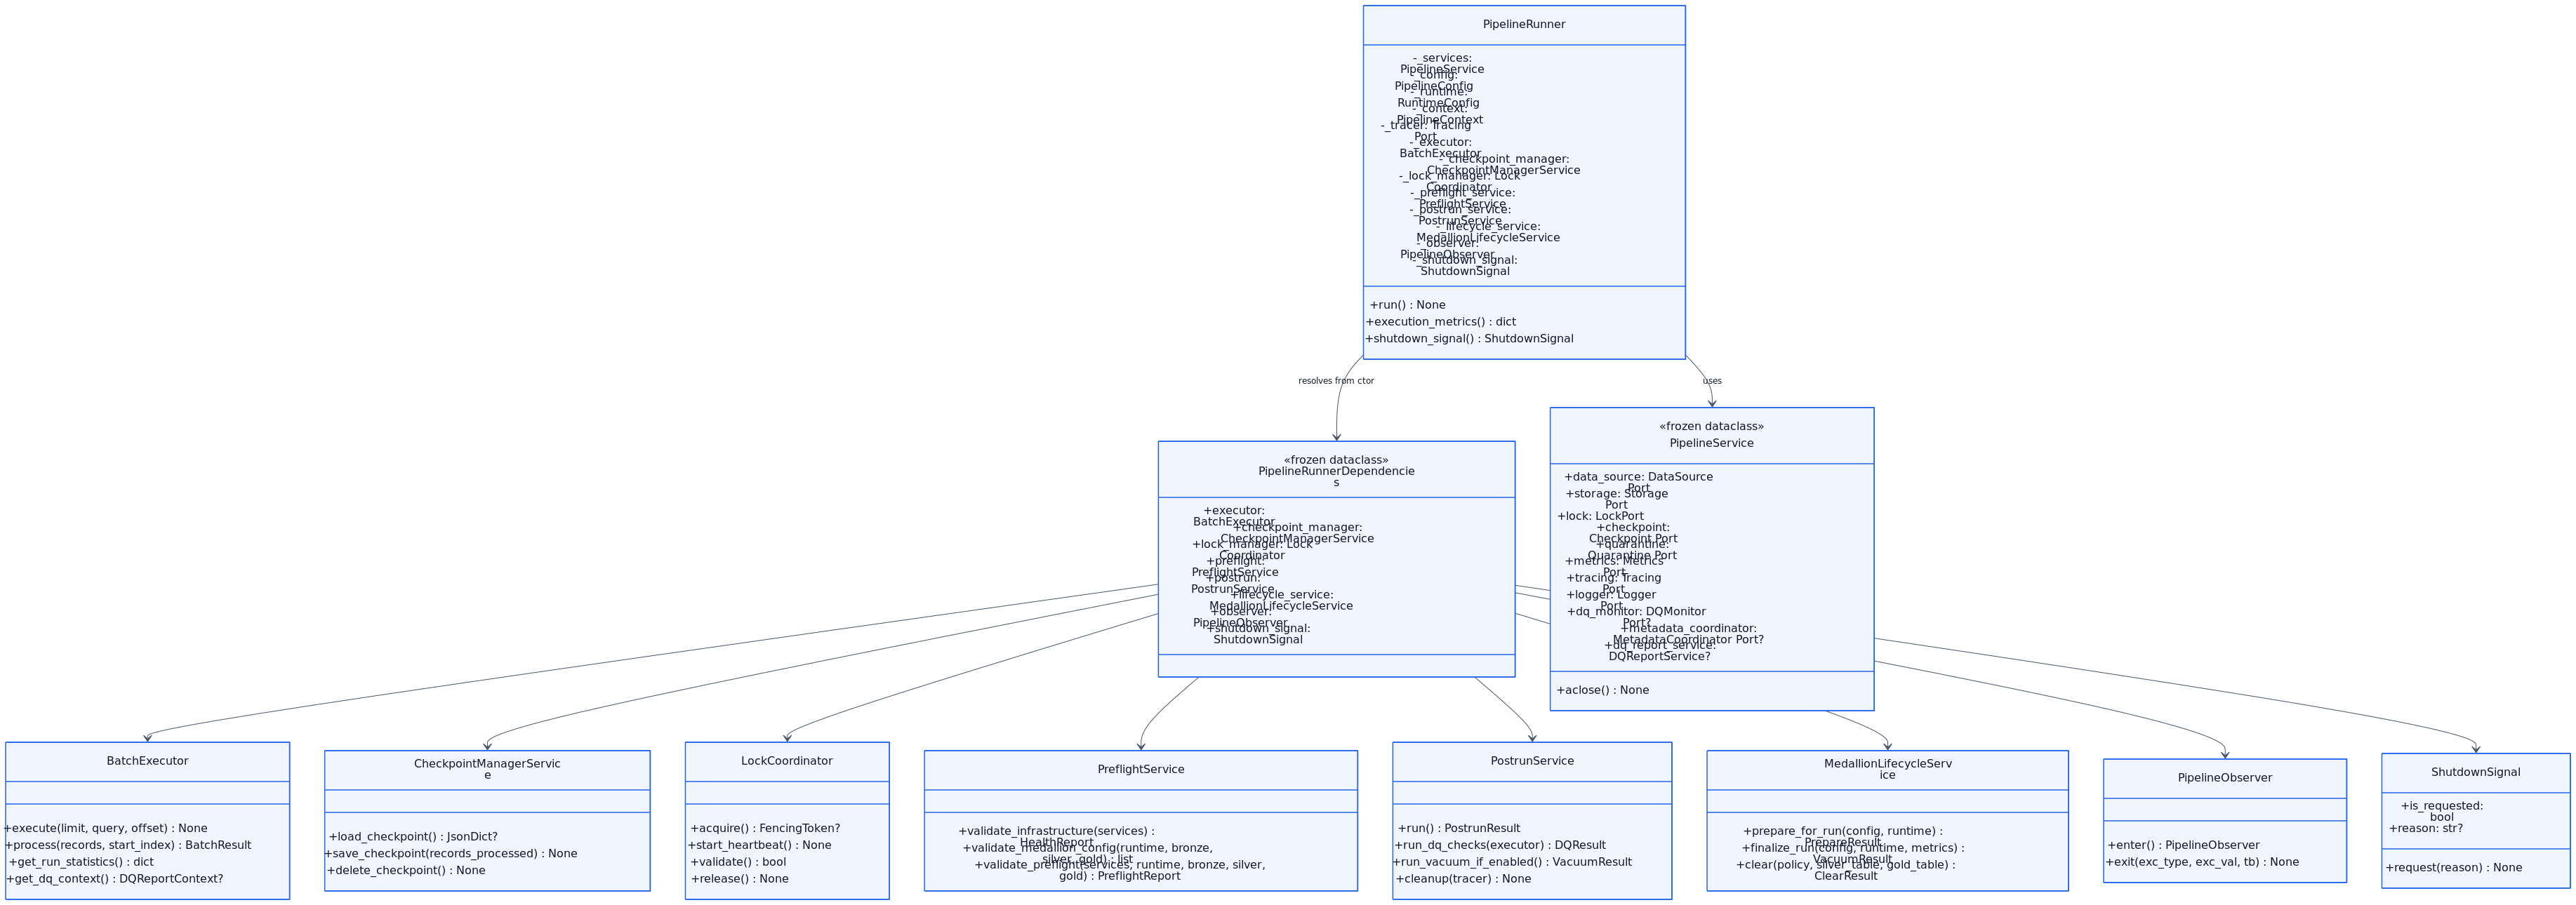 PipelineRunner
-_services:
PipelineService
-_config:
PipelineConfig
-_runtime:
RuntimeConfig
-_context:
PipelineContext
-_tracer: Tracing
Port
-_executor:
BatchExecutor
-_checkpoint_manager:
CheckpointManagerService
-_lock_manager: Lock
Coordinator
-_preflight_service:
PreflightService
-_postrun_service:
PostrunService
-_lifecycle_service:
MedallionLifecycleService
-_observer:
PipelineObserver
-_shutdown_signal:
ShutdownSignal
+run() : None
+execution_metrics() : dict
+shutdown_signal() : ShutdownSignal
resolves from ctor
uses
«frozen dataclass»
PipelineRunnerDependencie
s
+executor:
BatchExecutor
+checkpoint_manager:
CheckpointManagerService
+lock_manager: Lock
Coordinator
+preflight:
PreflightService
+postrun:
PostrunService
+lifecycle_service:
MedallionLifecycleService
+observer:
PipelineObserver
+shutdown_signal:
ShutdownSignal
«frozen dataclass»
PipelineService
+data_source: DataSource
Port
+storage: Storage
Port
+lock: LockPort
+checkpoint:
Checkpoint Port
+quarantine:
Quarantine Port
+metrics: Metrics
Port
+tracing: Tracing
Port
+logger: Logger
Port
+dq_monitor: DQMonitor
Port?
+metadata_coordinator:
MetadataCoordinator Port?
+dq_report_service:
DQReportService?
+aclose() : None
BatchExecutor
+execute(limit, query, offset) : None
+process(records, start_index) : BatchResult
+get_run_statistics() : dict
+get_dq_context() : DQReportContext?
CheckpointManagerServic
e
+load_checkpoint() : JsonDict?
+save_checkpoint(records_processed) : None
+delete_checkpoint() : None
LockCoordinator
+acquire() : FencingToken?
+start_heartbeat() : None
+validate() : bool
+release() : None
PreflightService
+validate_infrastructure(services) :
HealthReport
+validate_medallion_config(runtime, bronze,
silver, gold) : list
+validate_preflight(services, runtime, bronze, silver,
gold) : PreflightReport
PostrunService
+run() : PostrunResult
+run_dq_checks(executor) : DQResult
+run_vacuum_if_enabled() : VacuumResult
+cleanup(tracer) : None
MedallionLifecycleServ
ice
+prepare_for_run(config, runtime) :
PrepareResult
+finalize_run(config, runtime, metrics) :
VacuumResult
+clear(policy, silver_table, gold_table) :
ClearResult
PipelineObserver
+enter() : PipelineObserver
+exit(exc_type, exc_val, tb) : None
ShutdownSignal
+is_requested:
bool
+reason: str?
+request(reason) : None